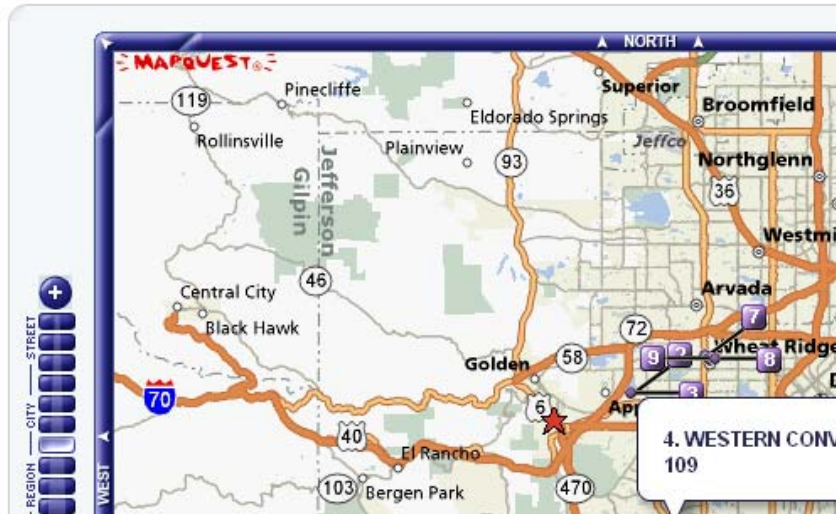 NORTH
MAPQUEST
Pinecliffe
Superior
119
Broomfield
Eldorado Springs
Rollinsville
Jeffco
Plainview
93
Northglenn
Jefferson
Gilpin
36
Westmi
46
Central City
Arvada
Black Hawk
7
72
STREET
58
9
2
Wheat Ridge
8
Golden
3
70
6
App
CITY
40
4. WESTERN CONV
109
El Rancho
REGION
WEST
103
Bergen Park
470